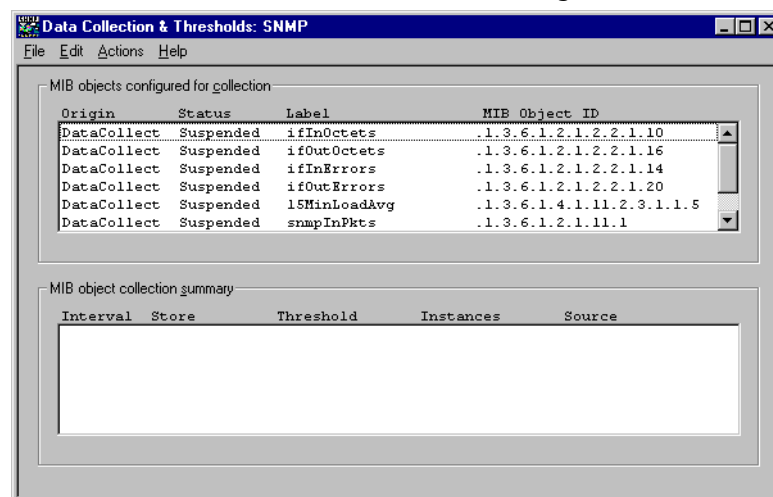 Data Collection & Thresholds: SNMP
File Edit Actions Help
MIB objects configured for collection
Origin Status Label MIB Object ID
DataCollect Suspended ifInOctets .1.3.6.1.2.1.2.2.1.10
DataCollect Suspended ifOutOctets .1.3.6.1.2.1.2.2.1.16
DataCollect Suspended ifInErrors .1.3.6.1.2.1.2.2.1.14
DataCollect Suspended ifOutErrors .1.3.6.1.2.1.2.2.1.20
DataCollect Suspended 15MinLoadAvg .1.3.6.1.4.1.11.2.3.1.1.5
DataCollect Suspended snmpInPkts .1.3.6.1.2.1.11.1
MIB object collection summary
Interval Store Threshold Instances Source